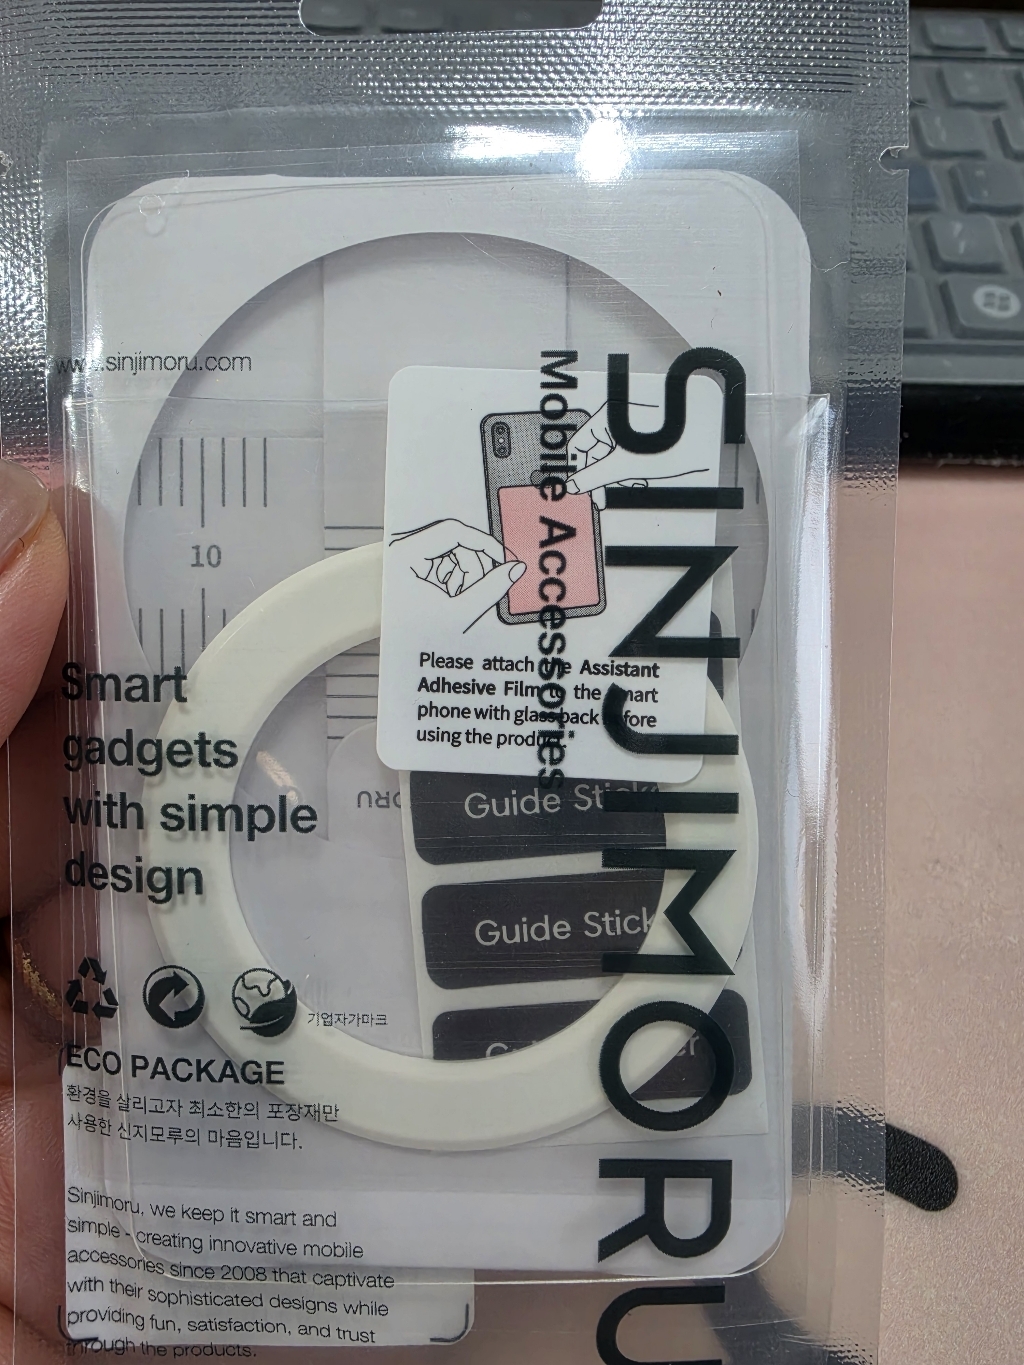 www.sinjimoru.com
SINJIMORU
Mobile Accessories
10
Please attach the Assistant
Adhesive Film to the smart
phone with glass back before
using the product.
Smart
gadgets
with simple
design
Guide Stick
Guide Stick
기업자가마크
ECO PACKAGE
환경을 살리고자 최소한의 포장재만
사용한 신지모루의 마음입니다.
Sinjimoru, we keep it smart and
simple - creating innovative mobile
accessories since 2008 that captivate
with their sophisticated designs while
providing fun, satisfaction, and trust
through the products.